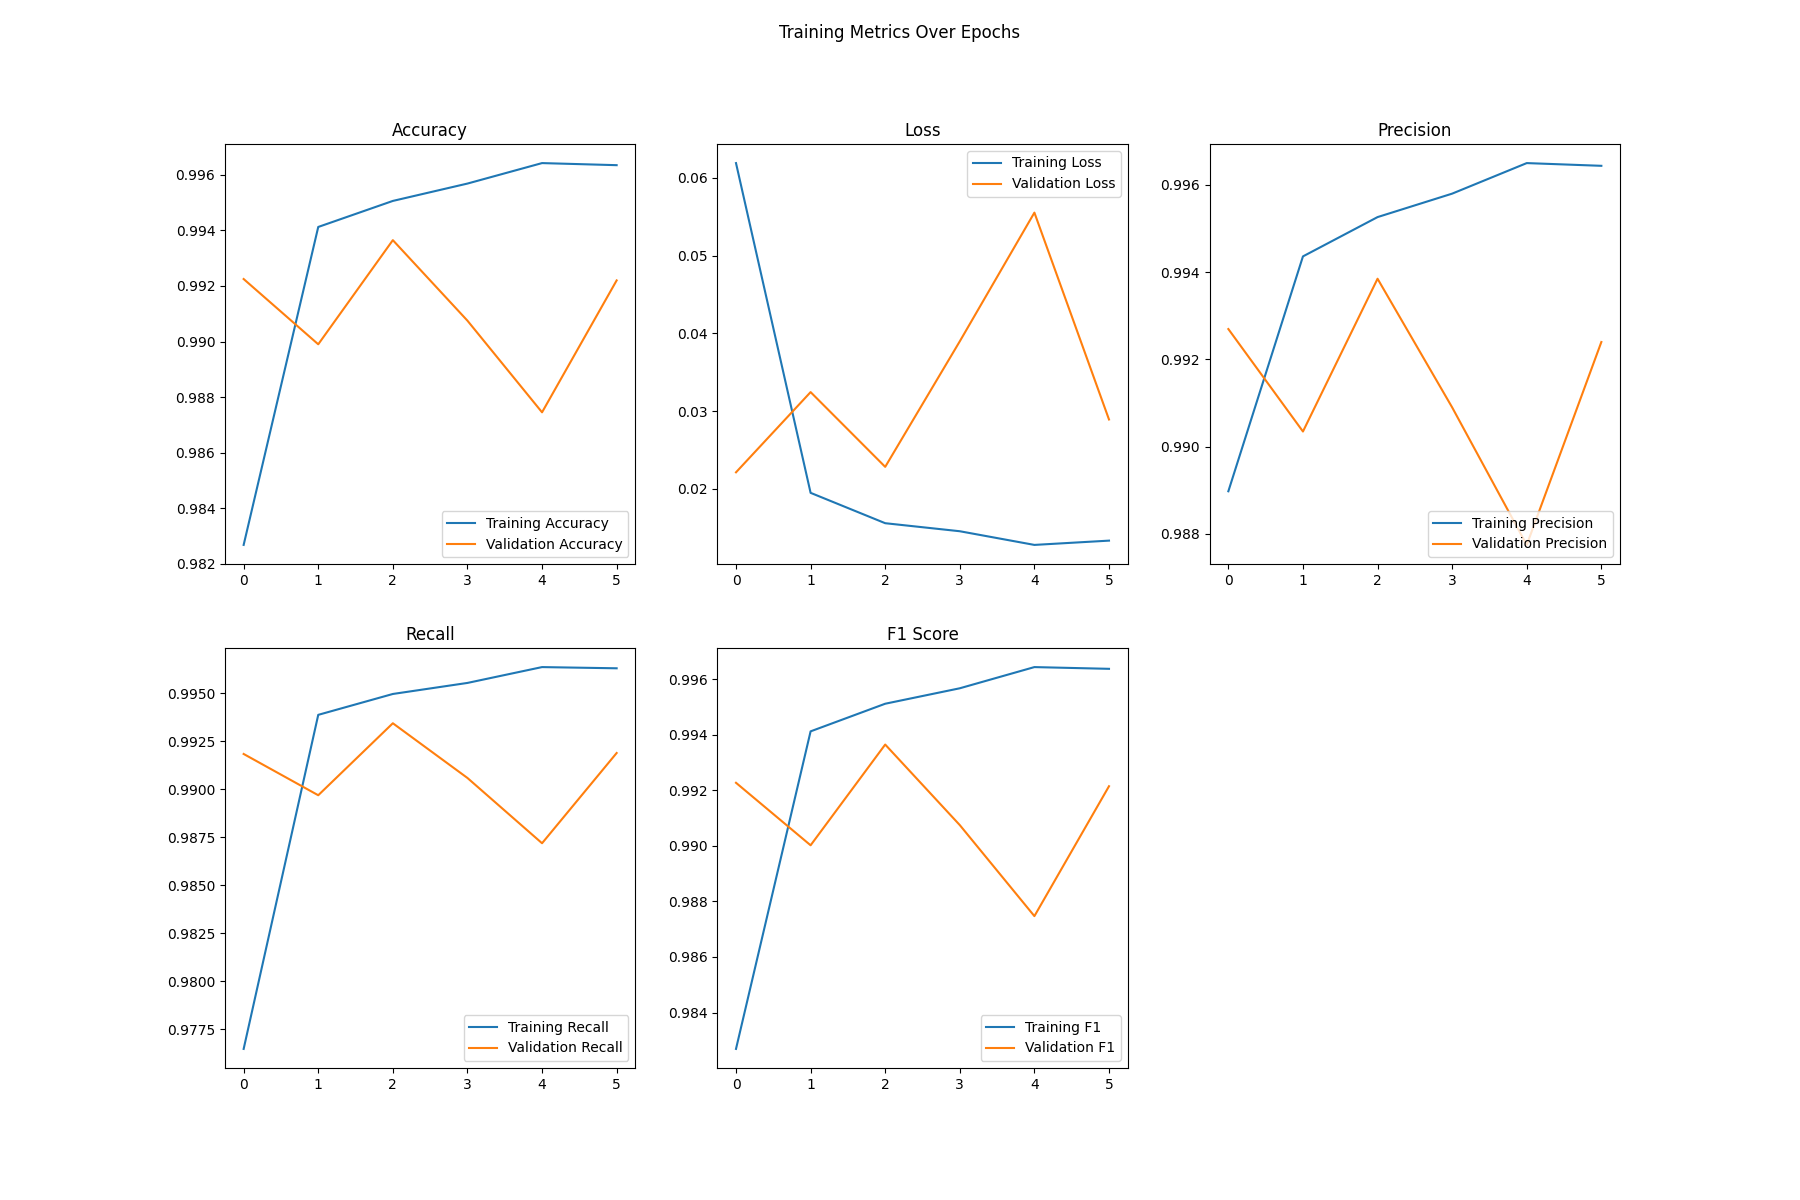 Training Metrics Over Epochs
Accuracy
0.996
0.994
0.992
0.990
0.988
0.986
0.984
0.982
0 1 2 3 4 5
Training Accuracy
Validation Accuracy
Loss
0.06
0.05
0.04
0.03
0.02
0 1 2 3 4 5
Training Loss
Validation Loss
Precision
0.996
0.994
0.992
0.990
0.988
0 1 2 3 4 5
Training Precision
Validation Precision
Recall
0.9950
0.9925
0.9900
0.9875
0.9850
0.9825
0.9800
0.9775
0 1 2 3 4 5
Training Recall
Validation Recall
F1 Score
0.996
0.994
0.992
0.990
0.988
0.986
0.984
0 1 2 3 4 5
Training F1
Validation F1